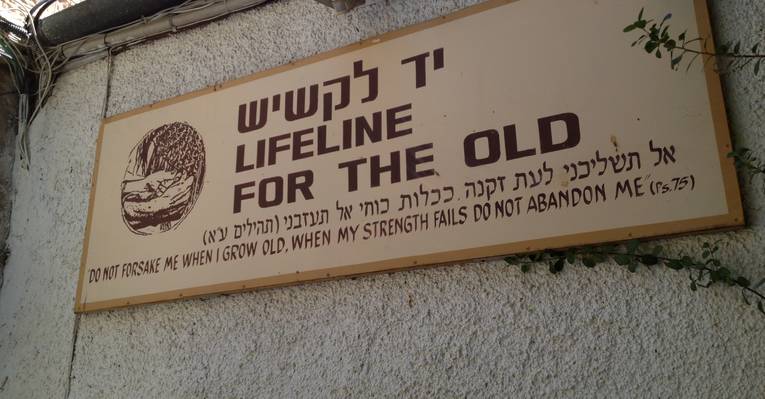 יד לקשיש
LIFELINE
FOR THE OLD
אל תשליכני לעת זקנה, ככלות כוחי אל תעזבני (תהילים ע״א)
"DO NOT FORSAKE ME WHEN I GROW OLD, WHEN MY STRENGTH FAILS DO NOT ABANDON ME" (Ps. 75)